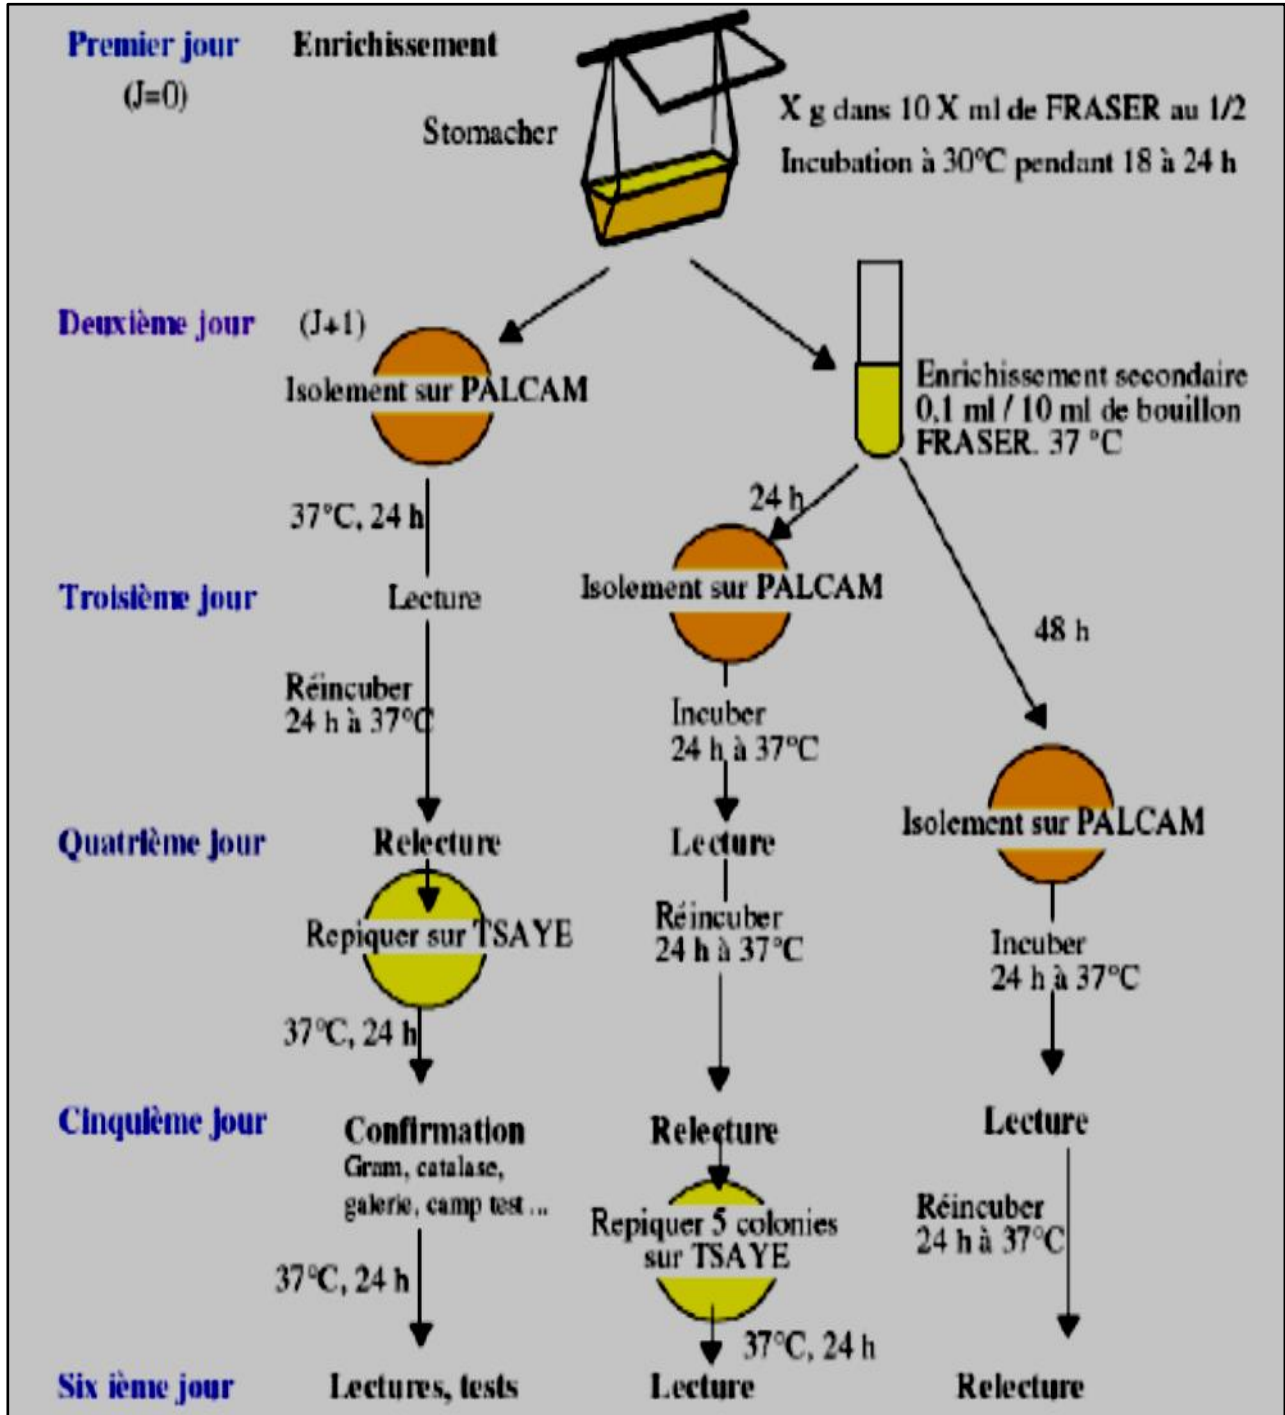 Premier jour
(J=0)
Enrichissement
Stomacher
X g dans 10 X ml de FRASER au 1/2
Incubation à 30°C pendant 18 à 24 h
Deuxième jour (J+1)
Isolement sur PALCAM
Enrichissement secondaire
0,1 ml / 10 ml de bouillon
FRASER. 37 °C
37°C, 24 h
24 h
48 h
Troisième jour
Lecture
Isolement sur PALCAM
Réincuber
24 h à 37°C
Incuber
24 h à 37°C
Quatrième jour
Relecture
Lecture
Isolement sur PALCAM
Repiquer sur TSAYE
Réincuber
24 h à 37°C
Incuber
24 h à 37°C
37°C, 24 h
Cinquième jour
Confirmation
Gram, catalase,
galerie, camp test ...
Relecture
Lecture
Repiquer 5 colonies
sur TSAYE
Réincuber
24 h à 37°C
37°C, 24 h
37°C, 24 h
Six ième jour
Lectures, tests
Lecture
Relecture